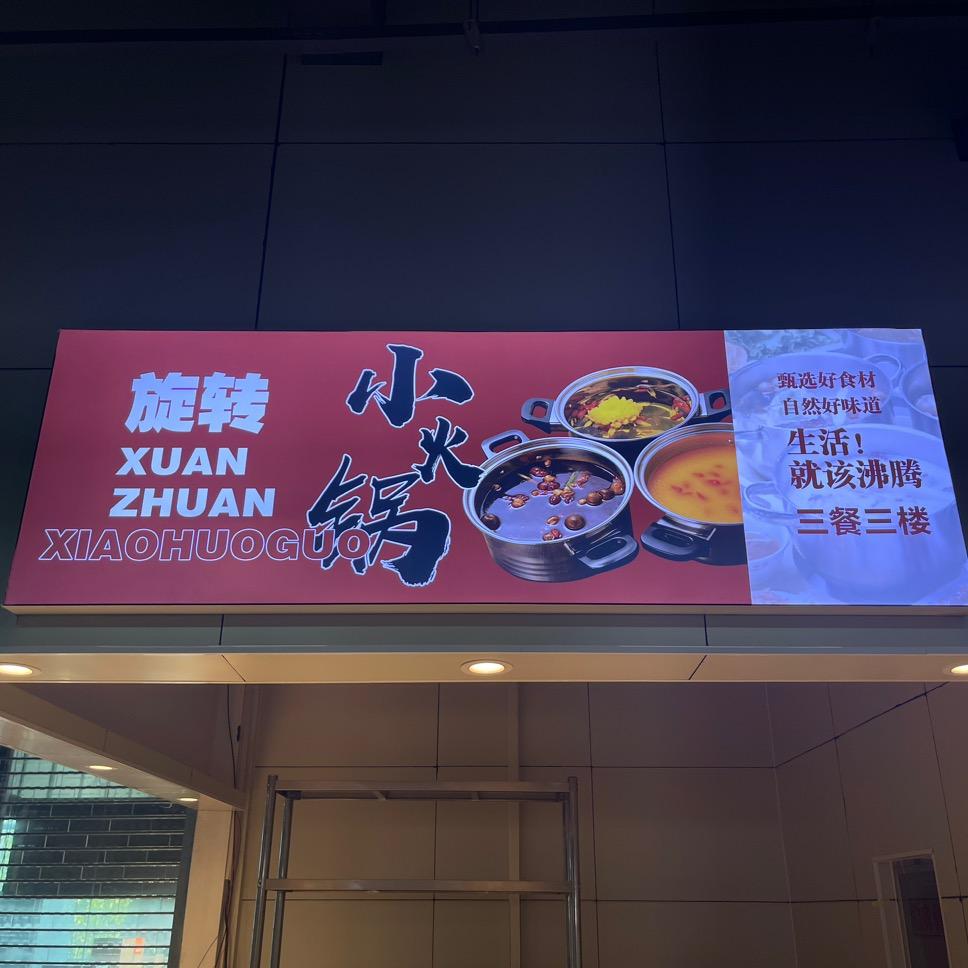 旋转
XUAN
ZHUAN
XIAOHUOGUO
小火锅
甄选好食材
自然好味道
生活!
就该沸腾
三餐三楼